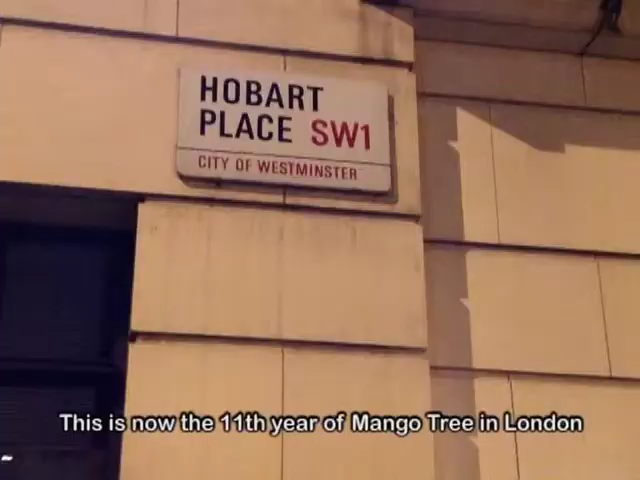 HOBART
PLACE SW1
CITY OF WESTMINSTER
This is now the 11th year of Mango Tree in London
~